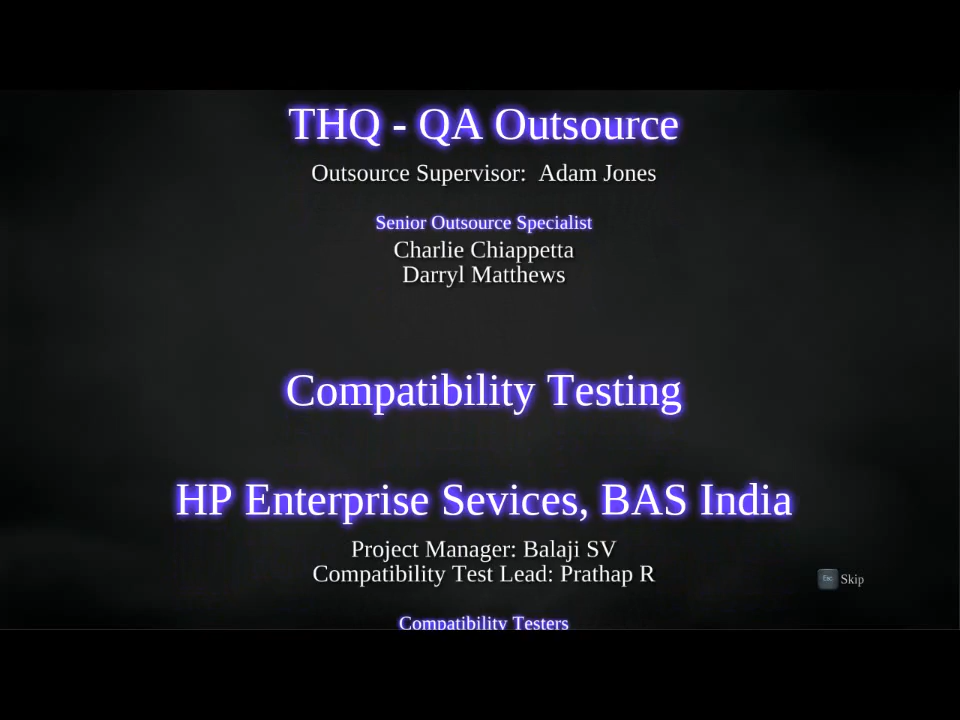 THQ - QA Outsource
Outsource Supervisor: Adam Jones
Senior Outsource Specialist
Charlie Chiappetta
Darryl Matthews
Compatibility Testing
HP Enterprise Sevices, BAS India
Project Manager: Balaji SV
Compatibility Test Lead: Prathap R
Esc Skip
Compatibility Testers